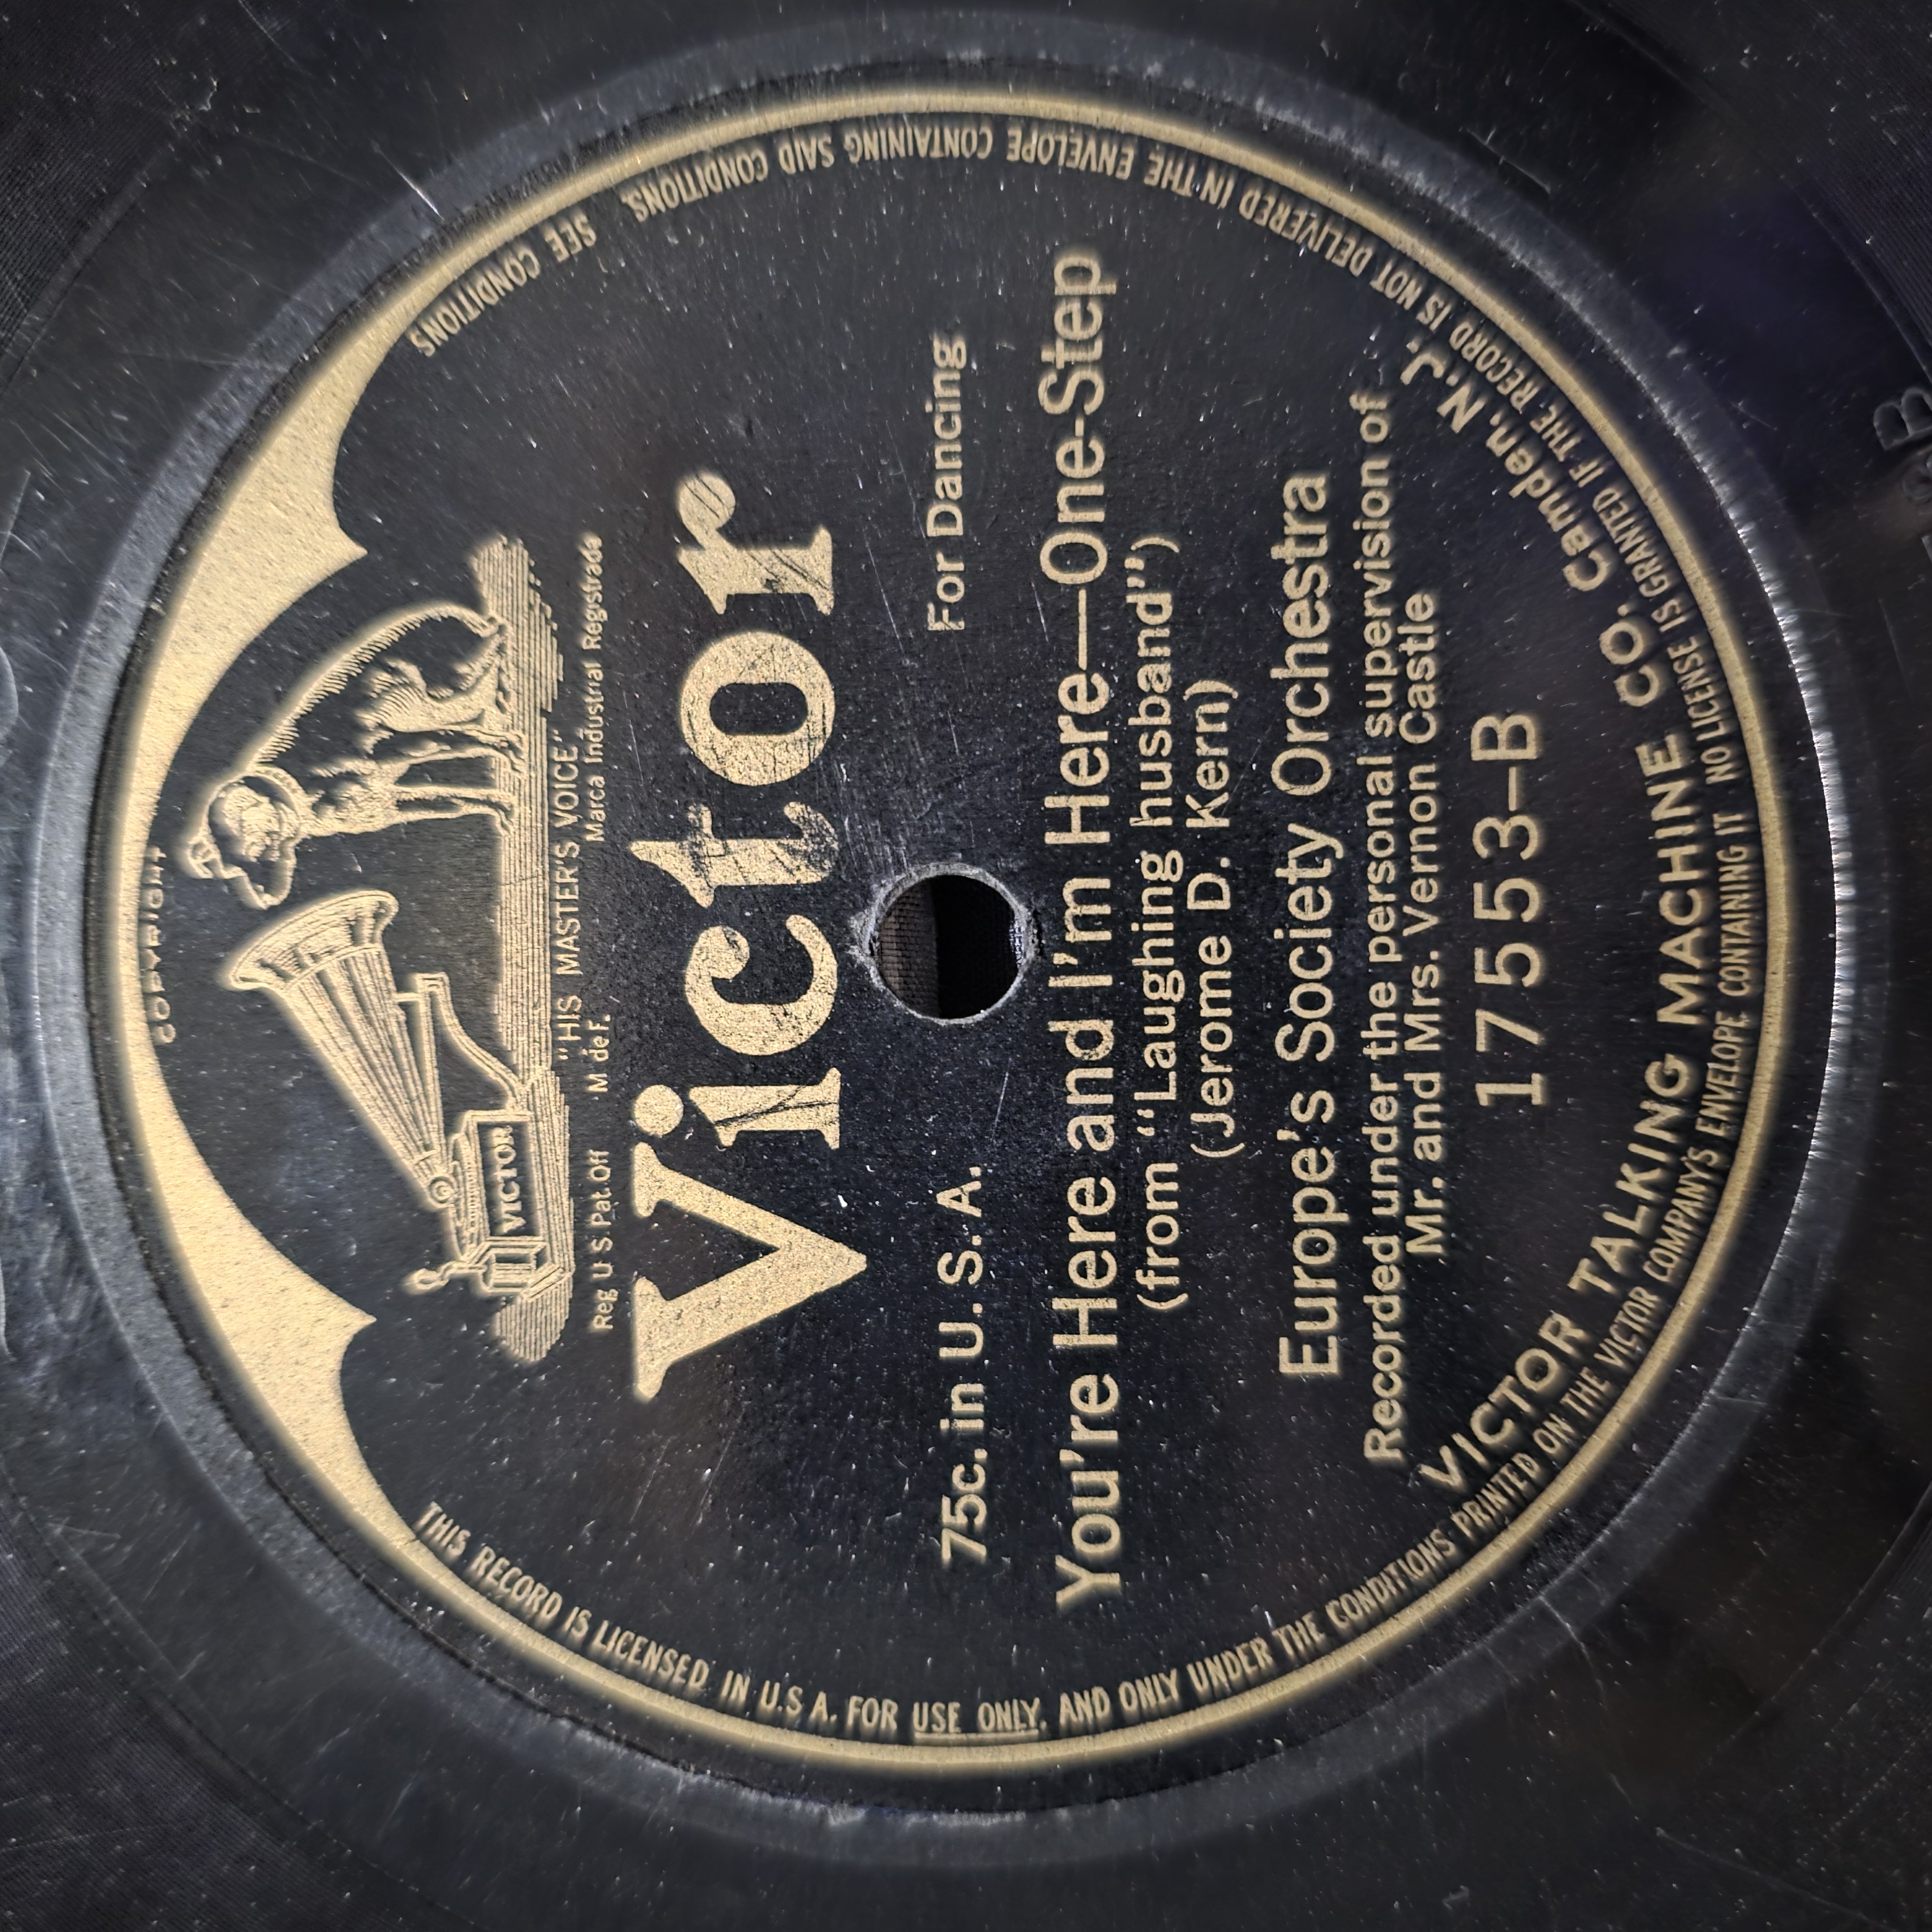 COPYRIGHT
VICTOR
"HIS MASTER'S VOICE"
Reg U S Pat. Off M de F. Marca Industrial Registrada
Victor
75c. in U.S.A. For Dancing
You're Here and I'm Here—One-Step
(from "Laughing husband")
(Jerome D. Kern)
Europe's Society Orchestra
Recorded under the personal supervision of
Mr. and Mrs. Vernon Castle
17553-B
VICTOR TALKING MACHINE CO. Camden, N.J.
THIS RECORD IS LICENSED IN U.S A. FOR USE ONLY, AND ONLY UNDER THE CONDITIONS PRINTED ON THE VICTOR COMPANY'S ENVELOPE CONTAINING IT NO LICENSE IS GRANTED IF THE RECORD IS NOT DELIVERED IN THE ENVELOPE CONTAINING SAID CONDITIONS. SEE CONDITIONS
B